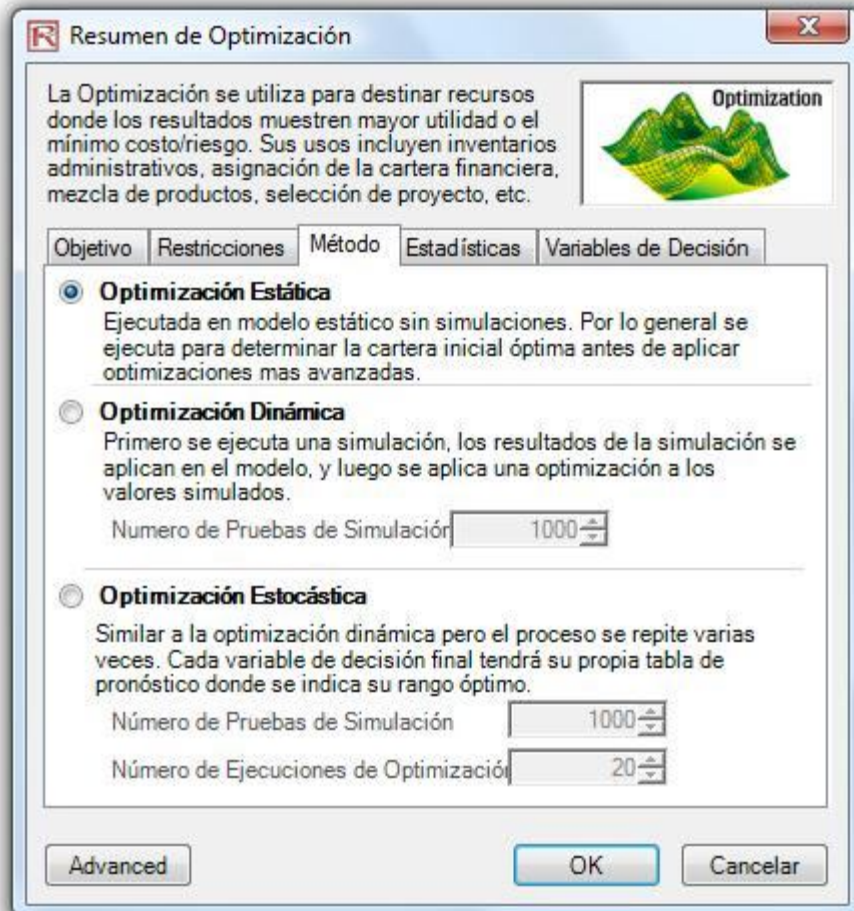 Resumen de Optimización
La Optimización se utiliza para destinar recursos
donde los resultados muestren mayor utilidad o el
mínimo costo/riesgo. Sus usos incluyen inventarios
administrativos, asignación de la cartera financiera,
mezcla de productos, selección de proyecto, etc.
Optimization
Objetivo Restricciones Método Estadísticas Variables de Decisión
Optimización Estática
Ejecutada en modelo estático sin simulaciones. Por lo general se
ejecuta para determinar la cartera inicial óptima antes de aplicar
optimizaciones mas avanzadas.
Optimización Dinámica
Primero se ejecuta una simulación, los resultados de la simulación se
aplican en el modelo, y luego se aplica una optimización a los
valores simulados.
Numero de Pruebas de Simulación 1000
Optimización Estocástica
Similar a la optimización dinámica pero el proceso se repite varias
veces. Cada variable de decisión final tendrá su propia tabla de
pronóstico donde se indica su rango óptimo.
Número de Pruebas de Simulación 1000
Número de Ejecuciones de Optimización 20
Advanced OK Cancelar